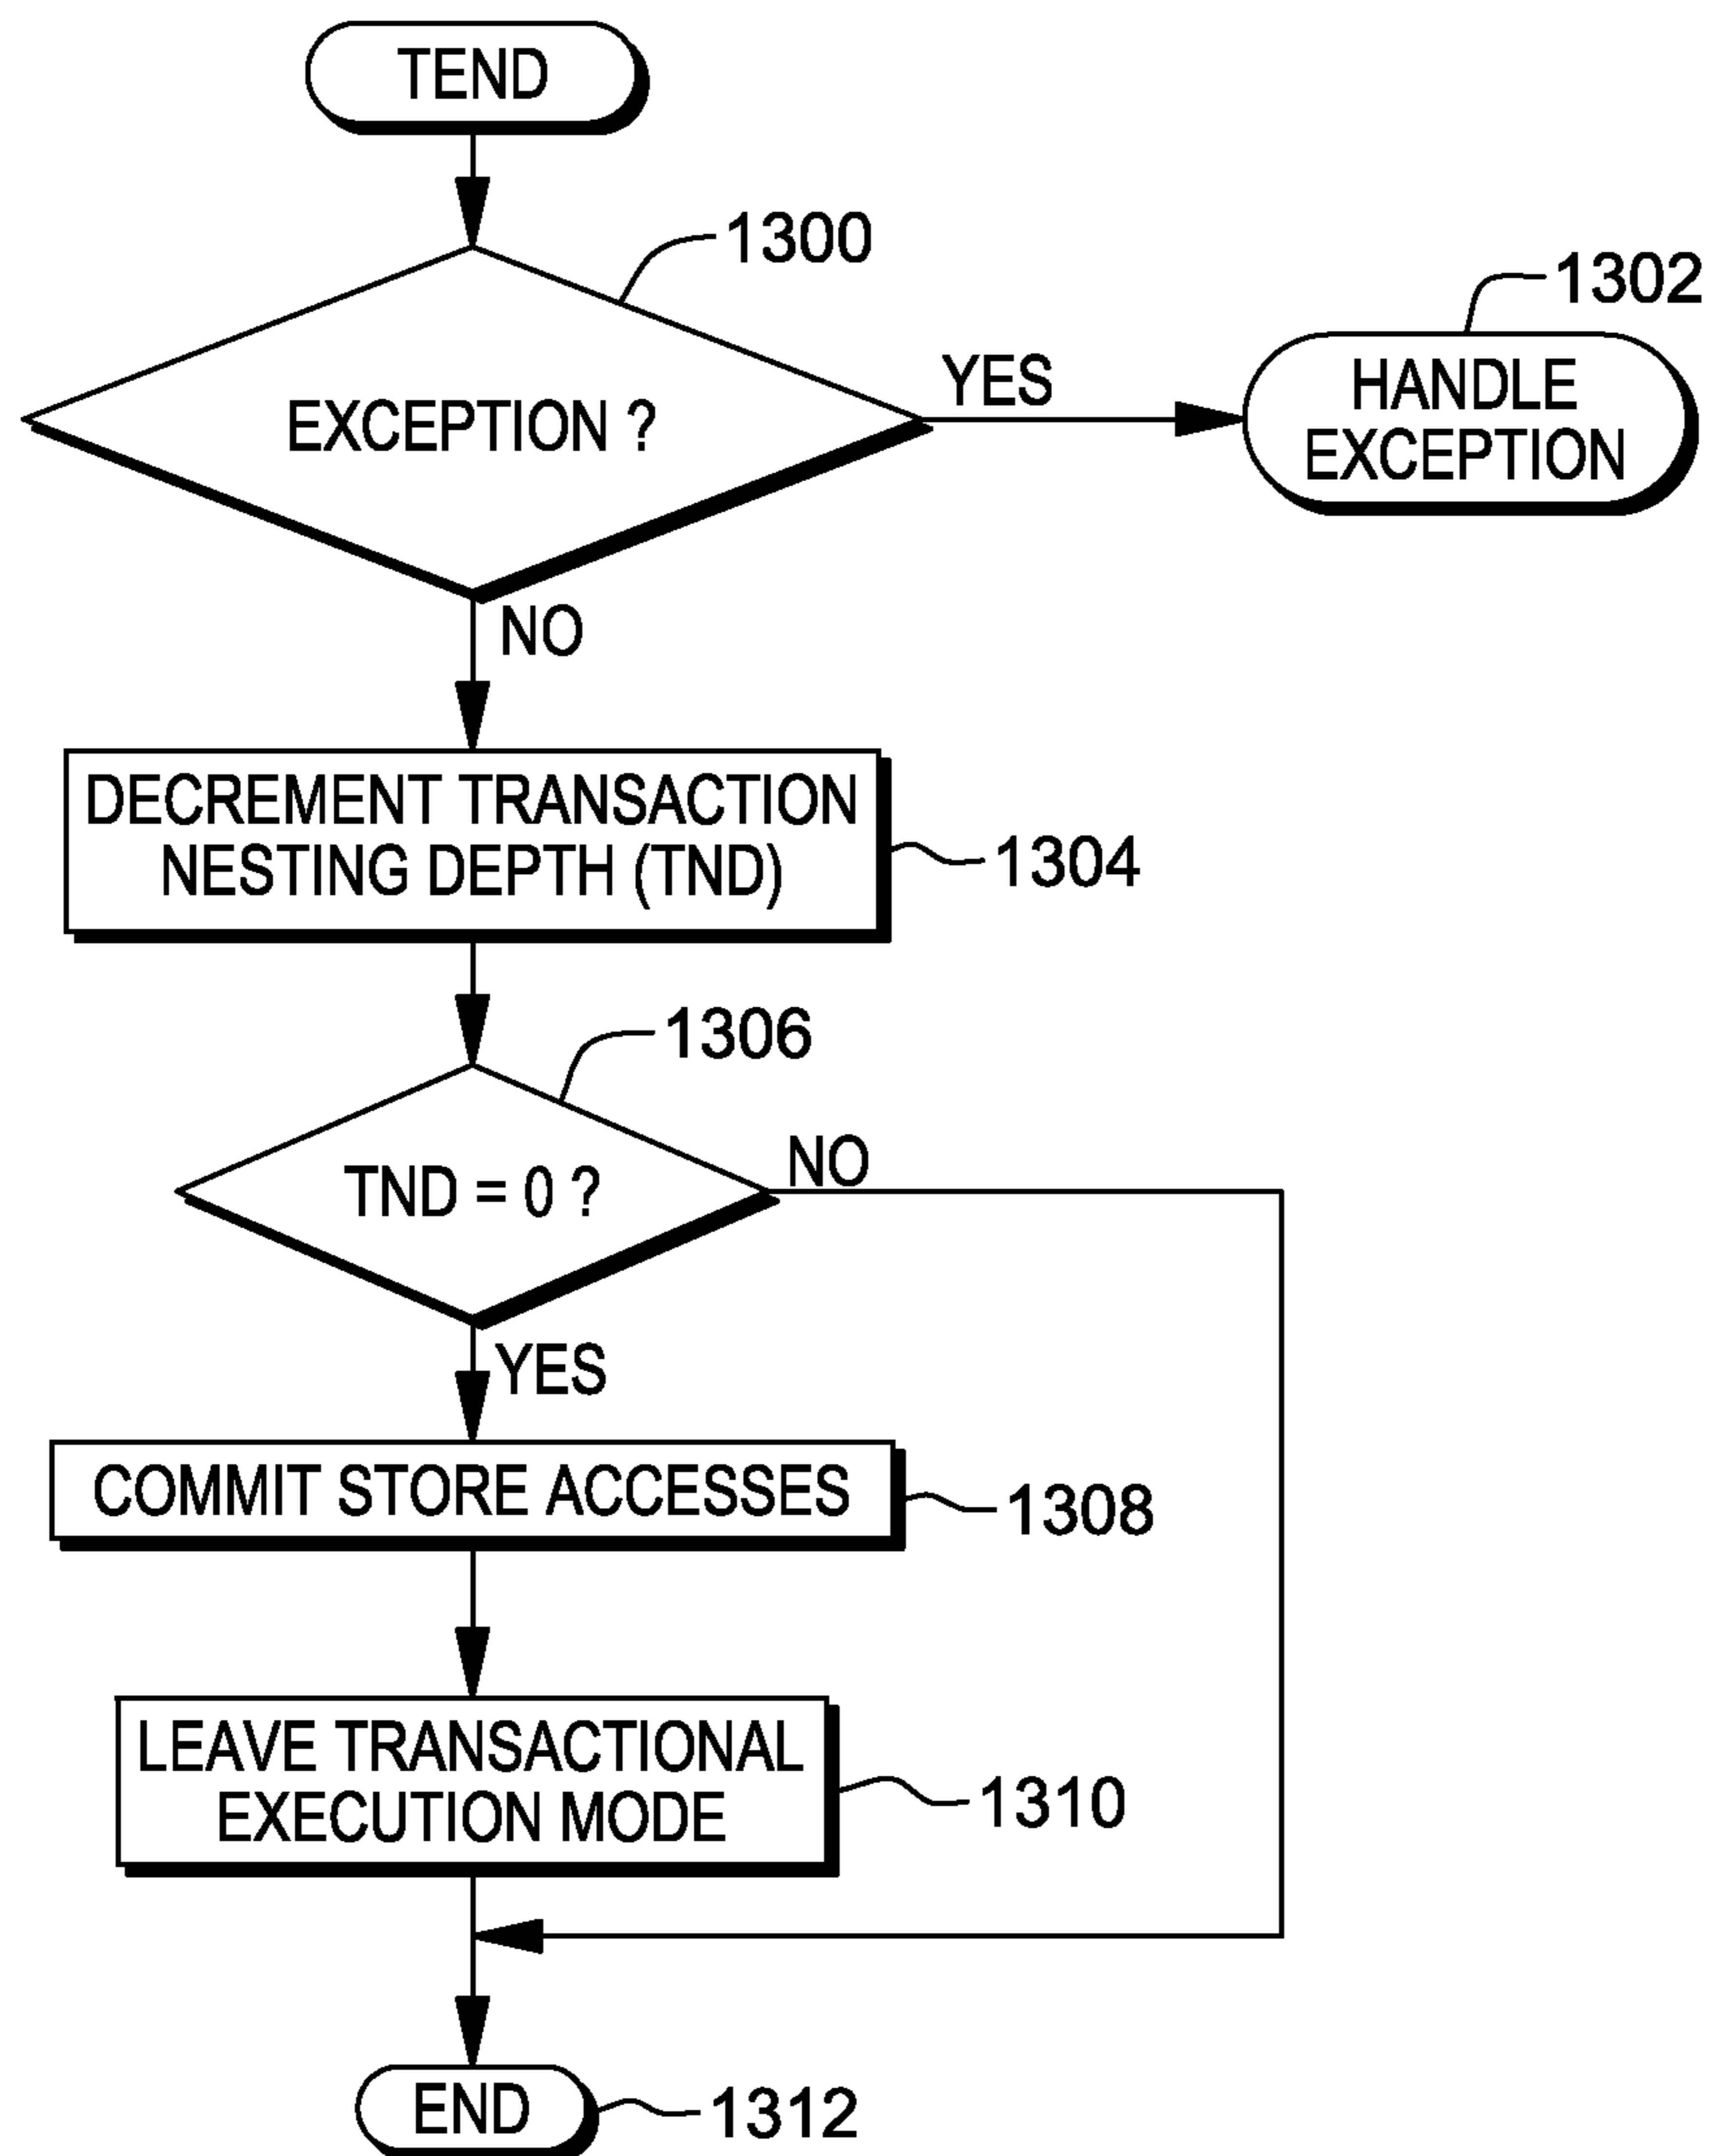 TEND
1300
EXCEPTION ?
YES
1302
HANDLE
EXCEPTION
NO
DECREMENT TRANSACTION
NESTING DEPTH (TND)
1304
1306
TND = 0 ?
NO
YES
COMMIT STORE ACCESSES
1308
LEAVE TRANSACTIONAL
EXECUTION MODE
1310
END
1312